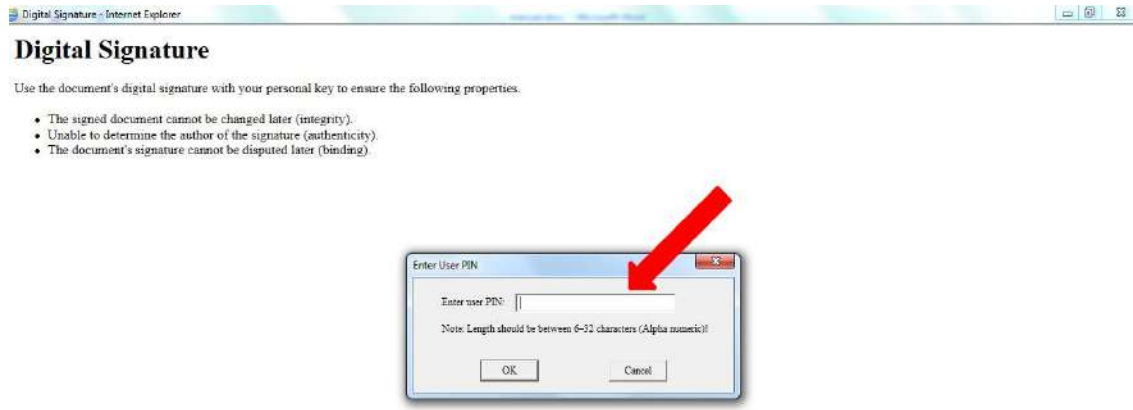 Digital Signature - Internet Explorer
Digital Signature
Use the document's digital signature with your personal key to ensure the following properties.
The signed document cannot be changed later (integrity).
Unable to determine the author of the signature (authenticity).
The document's signature cannot be disputed later (binding).
Enter User PIN
Enter user PIN:
Note: Length should be between 6-32 characters (Alpha numeric)!
OK
Cancel